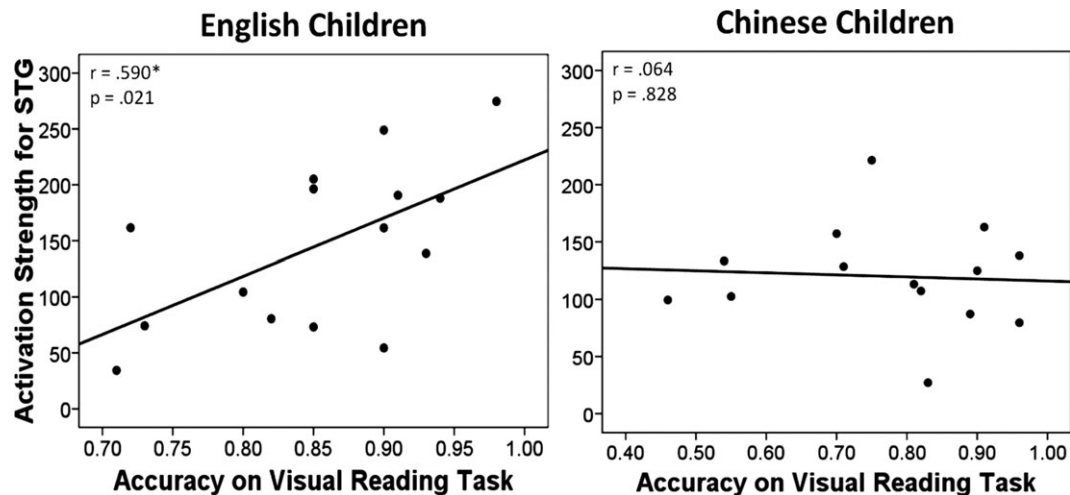 English Children
r = .590*
p = .021
Activation Strength for STG
300
250
200
150
100
50
0
0.70 0.75 0.80 0.85 0.90 0.95 1.00
Accuracy on Visual Reading Task
Chinese Children
r = .064
p = .828
300
250
200
150
100
50
0
0.40 0.50 0.60 0.70 0.80 0.90 1.00
Accuracy on Visual Reading Task